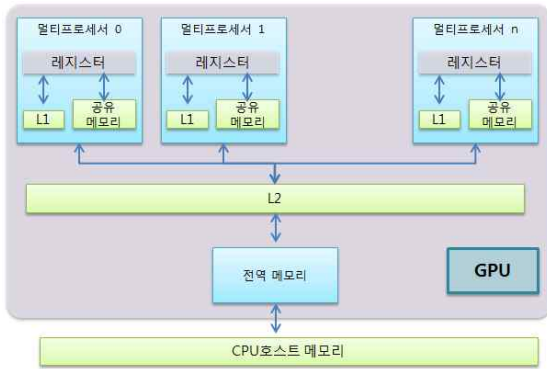 멀티프로세서 0
멀티프로세서 1
멀티프로세서 n
레지스터
레지스터
레지스터
L1
공유
메모리
L1
공유
메모리
L1
공유
메모리
L2
전역 메모리
GPU
CPU호스트 메모리